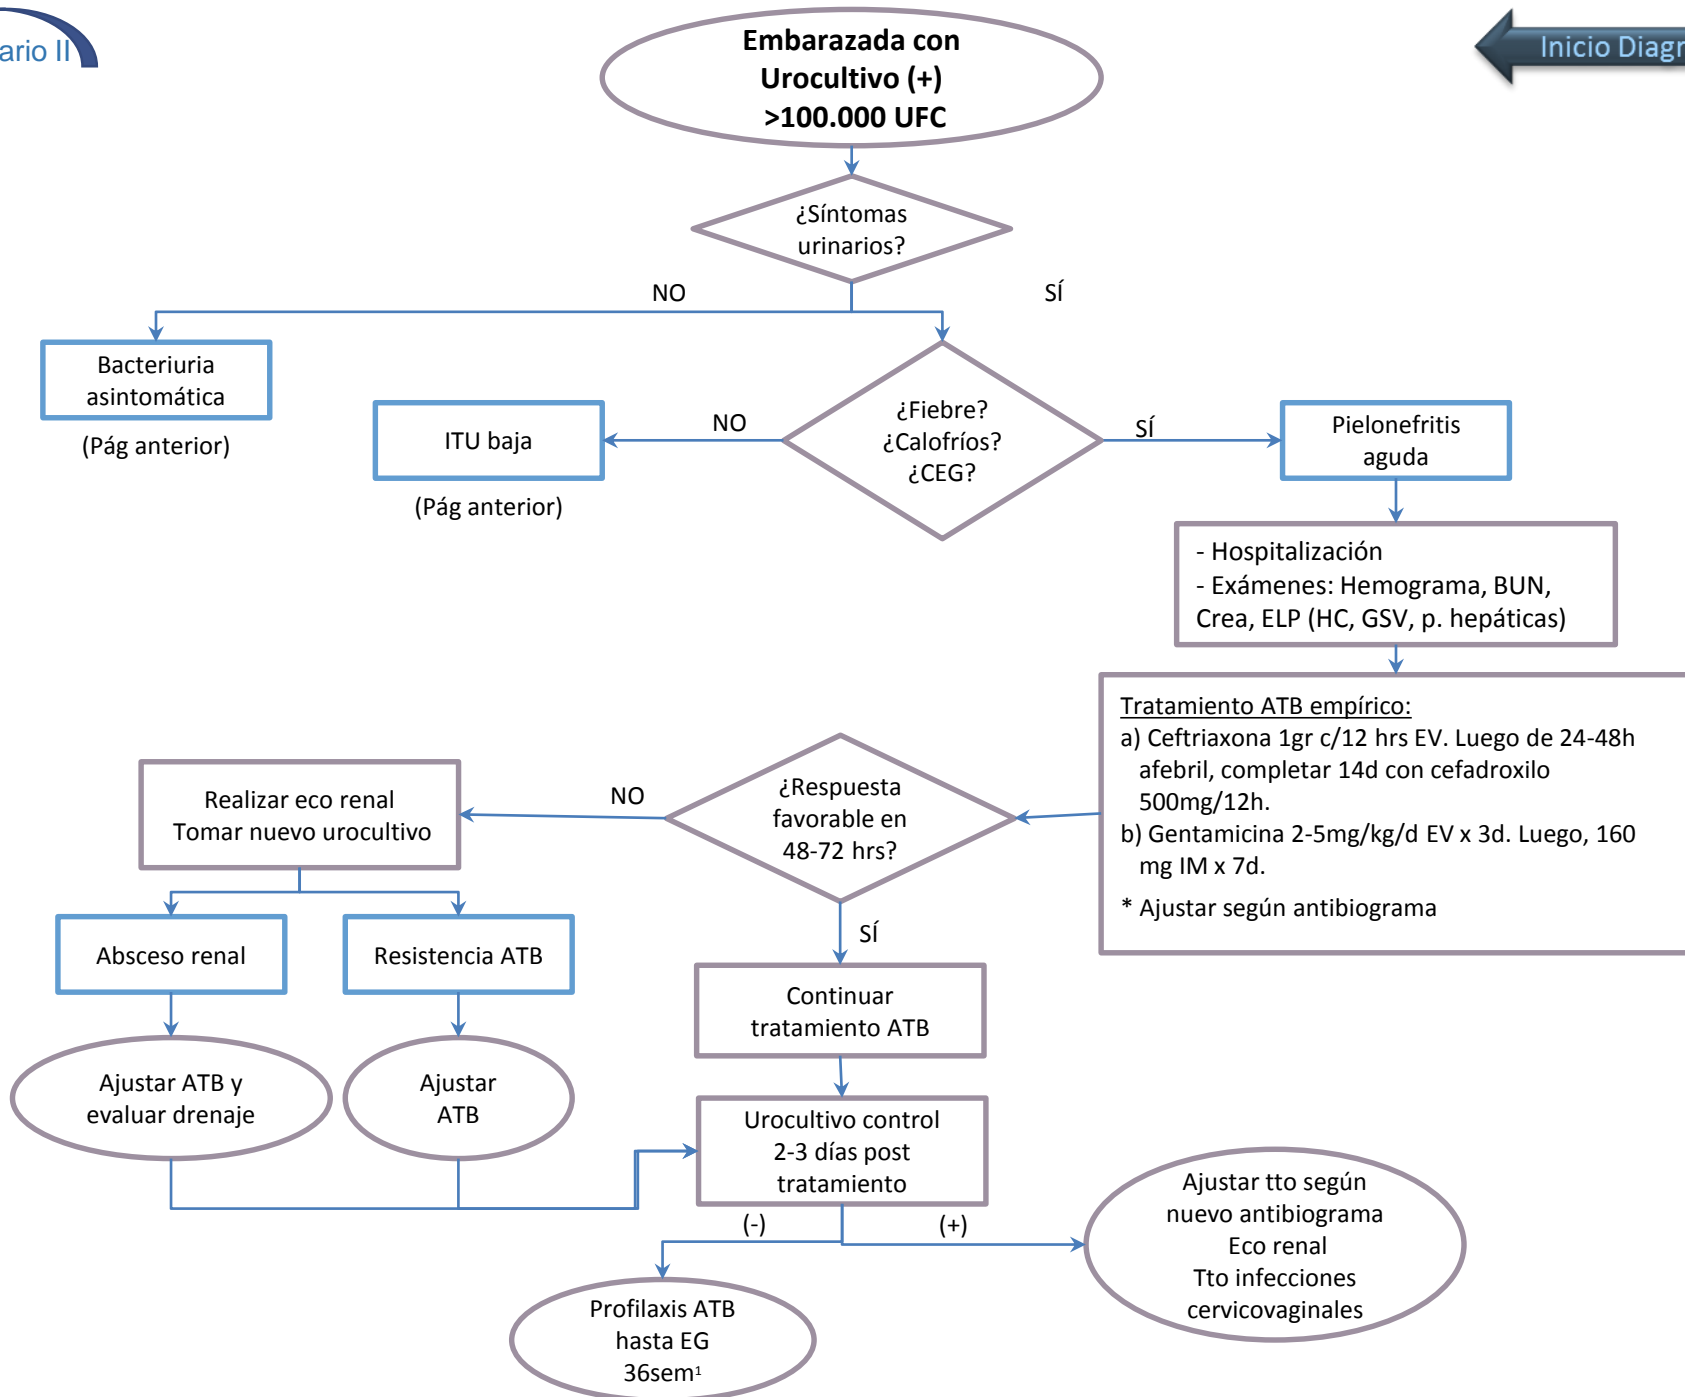 ario II
Inicio Diagr
Embarazada con
Urocultivo (+)
>100.000 UFC
¿Síntomas
urinarios?
NO
SÍ
Bacteriuria
asintomática
(Pág anterior)
ITU baja
(Pág anterior)
NO
¿Fiebre?
¿Calofríos?
¿CEG?
SÍ
Pielonefritis
aguda
- Hospitalización
- Exámenes: Hemograma, BUN,
Crea, ELP (HC, GSV, p. hepáticas)
Tratamiento ATB empírico:
a) Ceftriaxona 1gr c/12 hrs EV. Luego de 24-48h
afebril, completar 14d con cefadroxilo
500mg/12h.
b) Gentamicina 2-5mg/kg/d EV x 3d. Luego, 160
mg IM x 7d.
* Ajustar según antibiograma
¿Respuesta
favorable en
48-72 hrs?
NO
Realizar eco renal
Tomar nuevo urocultivo
Absceso renal
Resistencia ATB
Ajustar ATB y
evaluar drenaje
Ajustar
ATB
SÍ
Continuar
tratamiento ATB
Urocultivo control
2-3 días post
tratamiento
(-)
(+)
Profilaxis ATB
hasta EG
36sem¹
Ajustar tto según
nuevo antibiograma
Eco renal
Tto infecciones
cervicovaginales